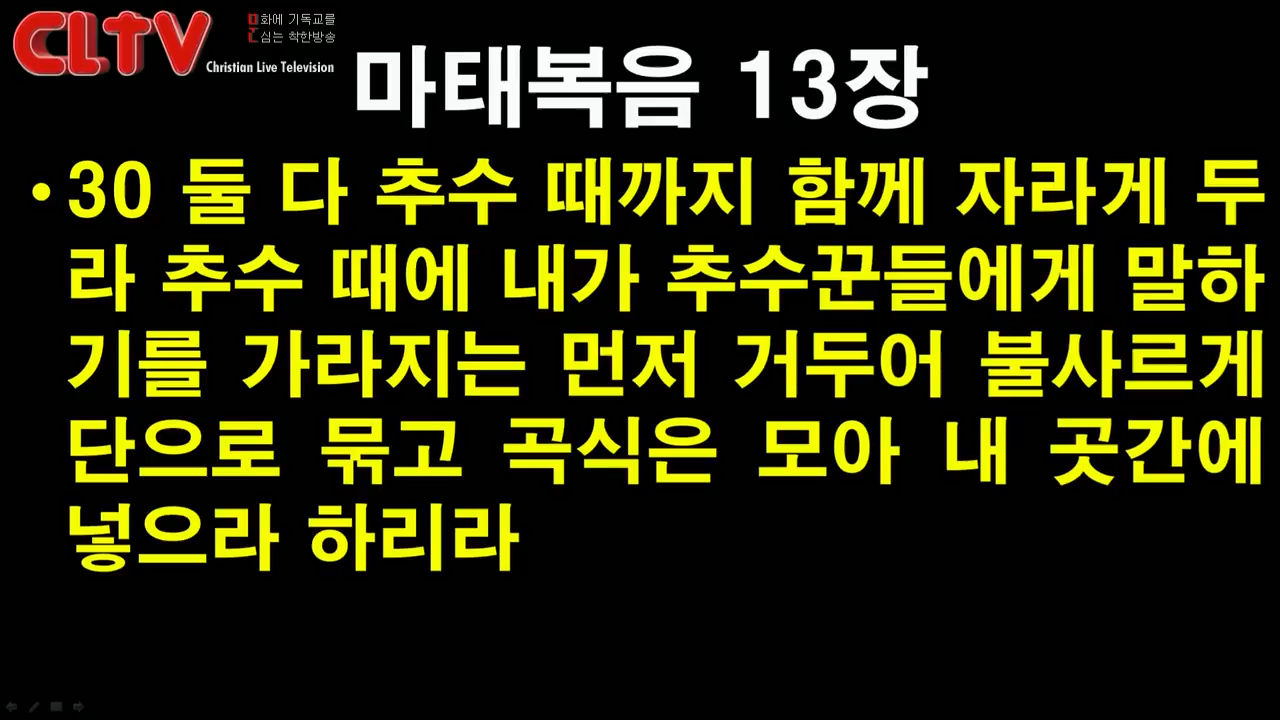 CLTV
문화에 기독교를
심는 착한방송
Christian Live Television
마태복음 13장
• 30 둘 다 추수 때까지 함께 자라게 두
라 추수 때에 내가 추수꾼들에게 말하
기를 가라지는 먼저 거두어 불사르게
단으로 묶고 곡식은 모아 내 곳간에
넣으라 하리라